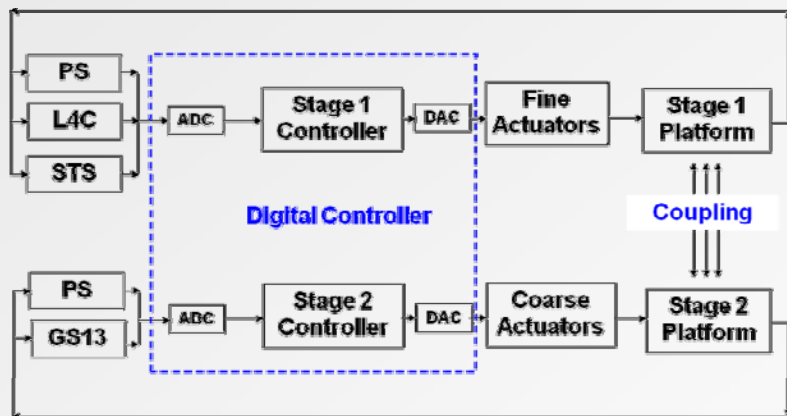 PS
L4C
STS
ADC
Stage 1
Controller
DAC
Fine
Actuators
Stage 1
Platform
Digital Controller
Coupling
PS
GS13
ADC
Stage 2
Controller
DAC
Coarse
Actuators
Stage 2
Platform